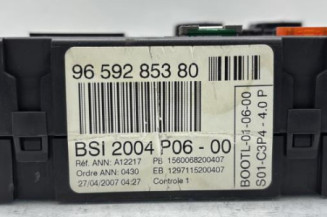 96 592 853 80
BSI 2004 P06 - 00
Réf. ANN: A12217 PB 1560068200407
Ordre ANN: 0430 EB 1297115200407
27/04/2007 04:27 Controle 1
BOOTL-01-06-00
S01-C3P4 - 4.0 P